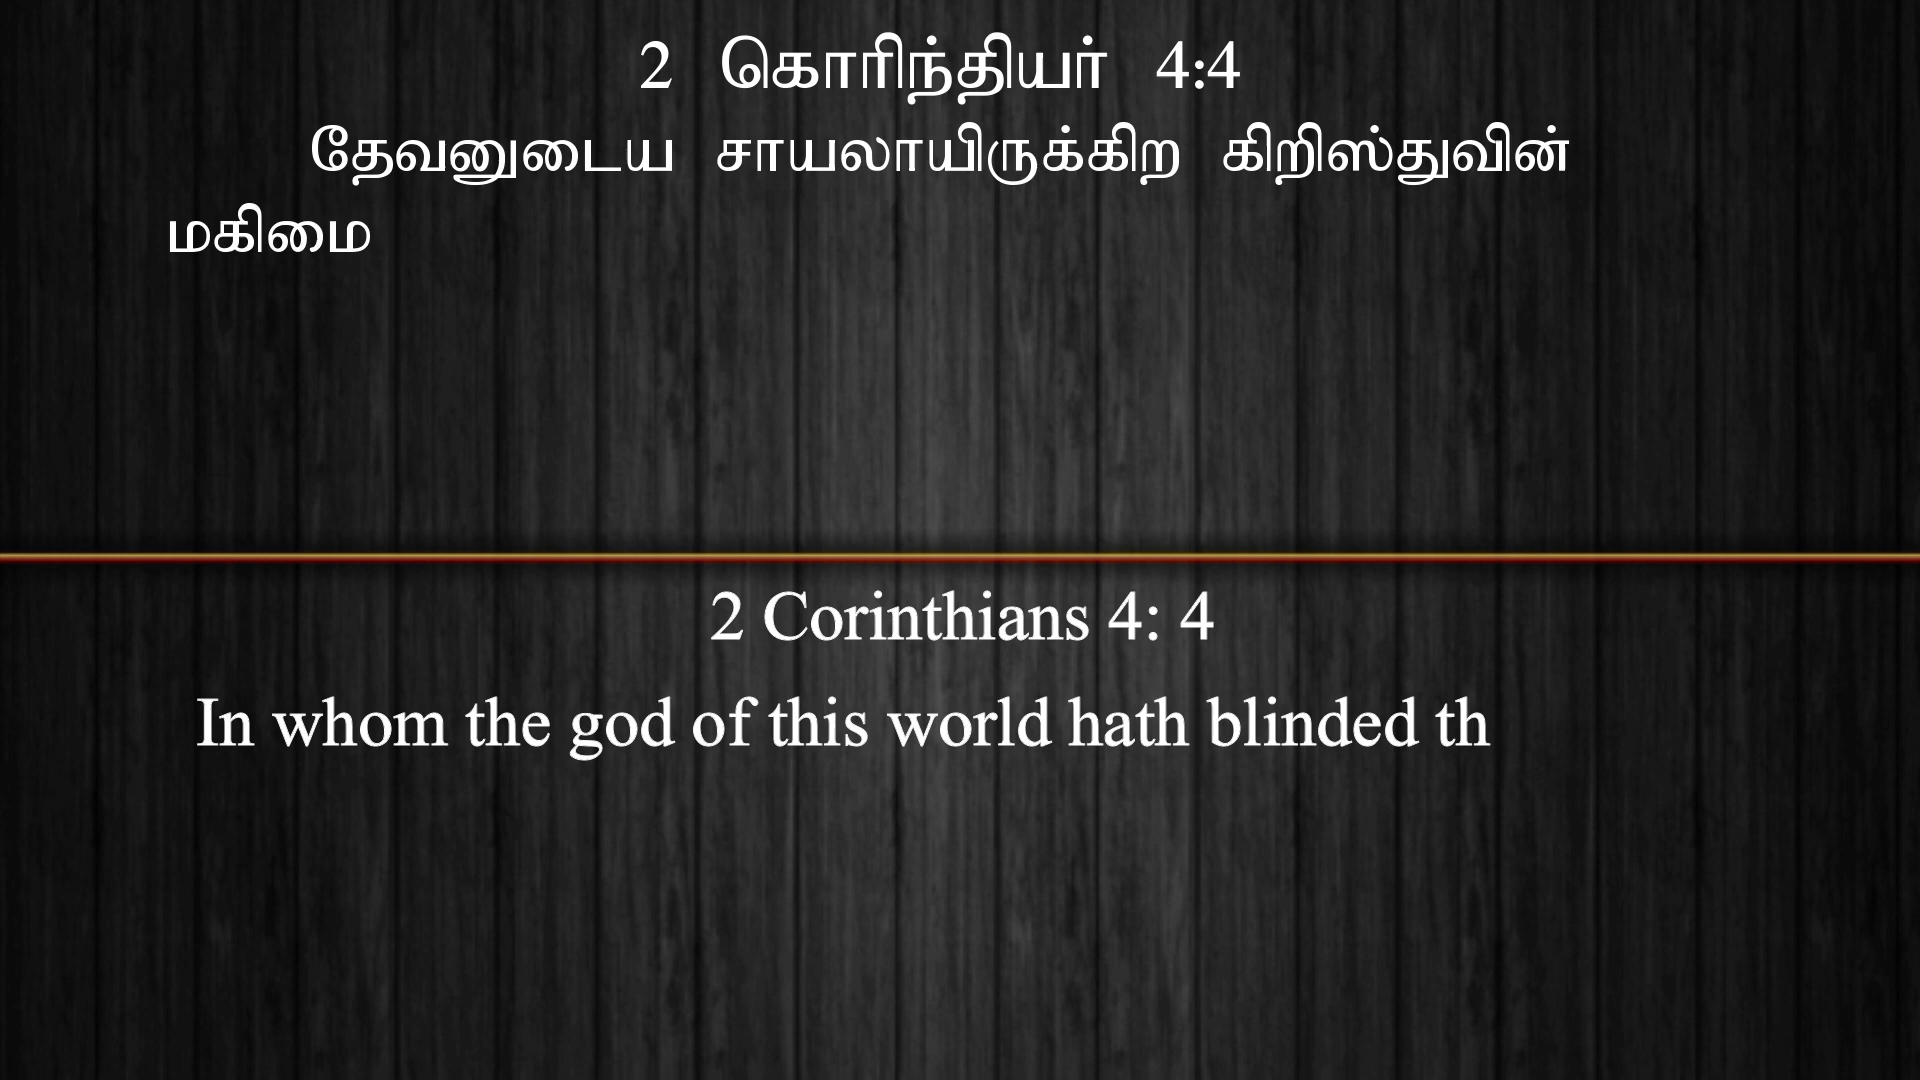 2 கொரிந்தியர் 4:4
தேவனுடைய சாயலாயிருக்கிற கிறிஸ்துவின்
மகிமை
2 Corinthians 4: 4
In whom the god of this world hath blinded th